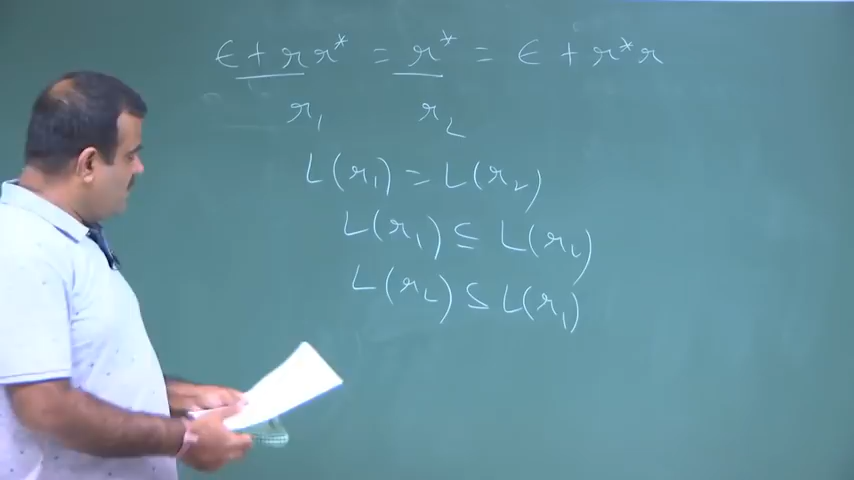 ϵ + rr* = r* = ϵ + r*r
r₁ r₂
L(r₁) = L(r₂)
L(r₁) ⊆ L(r₂)
L(r₂) ⊆ L(r₁)